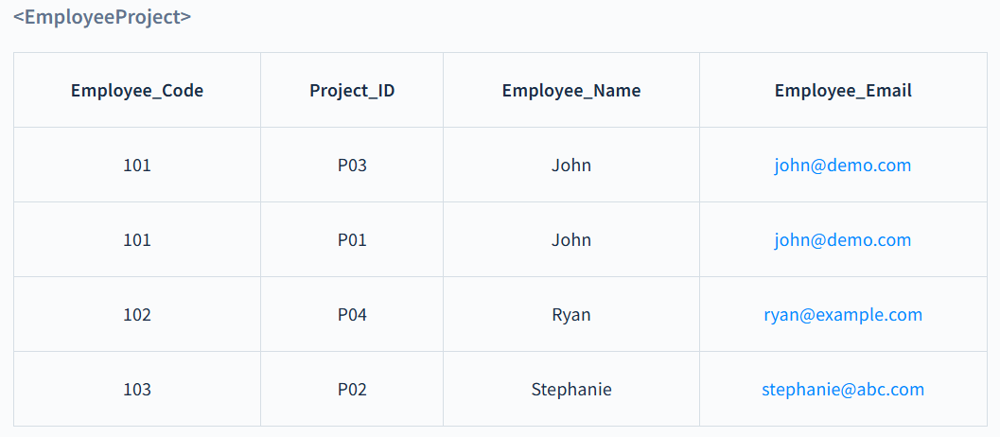 <EmployeeProject>
Employee_Code Project_ID Employee_Name Employee_Email
101 P03 John john@demo.com
101 P01 John john@demo.com
102 P04 Ryan ryan@example.com
103 P02 Stephanie stephanie@abc.com